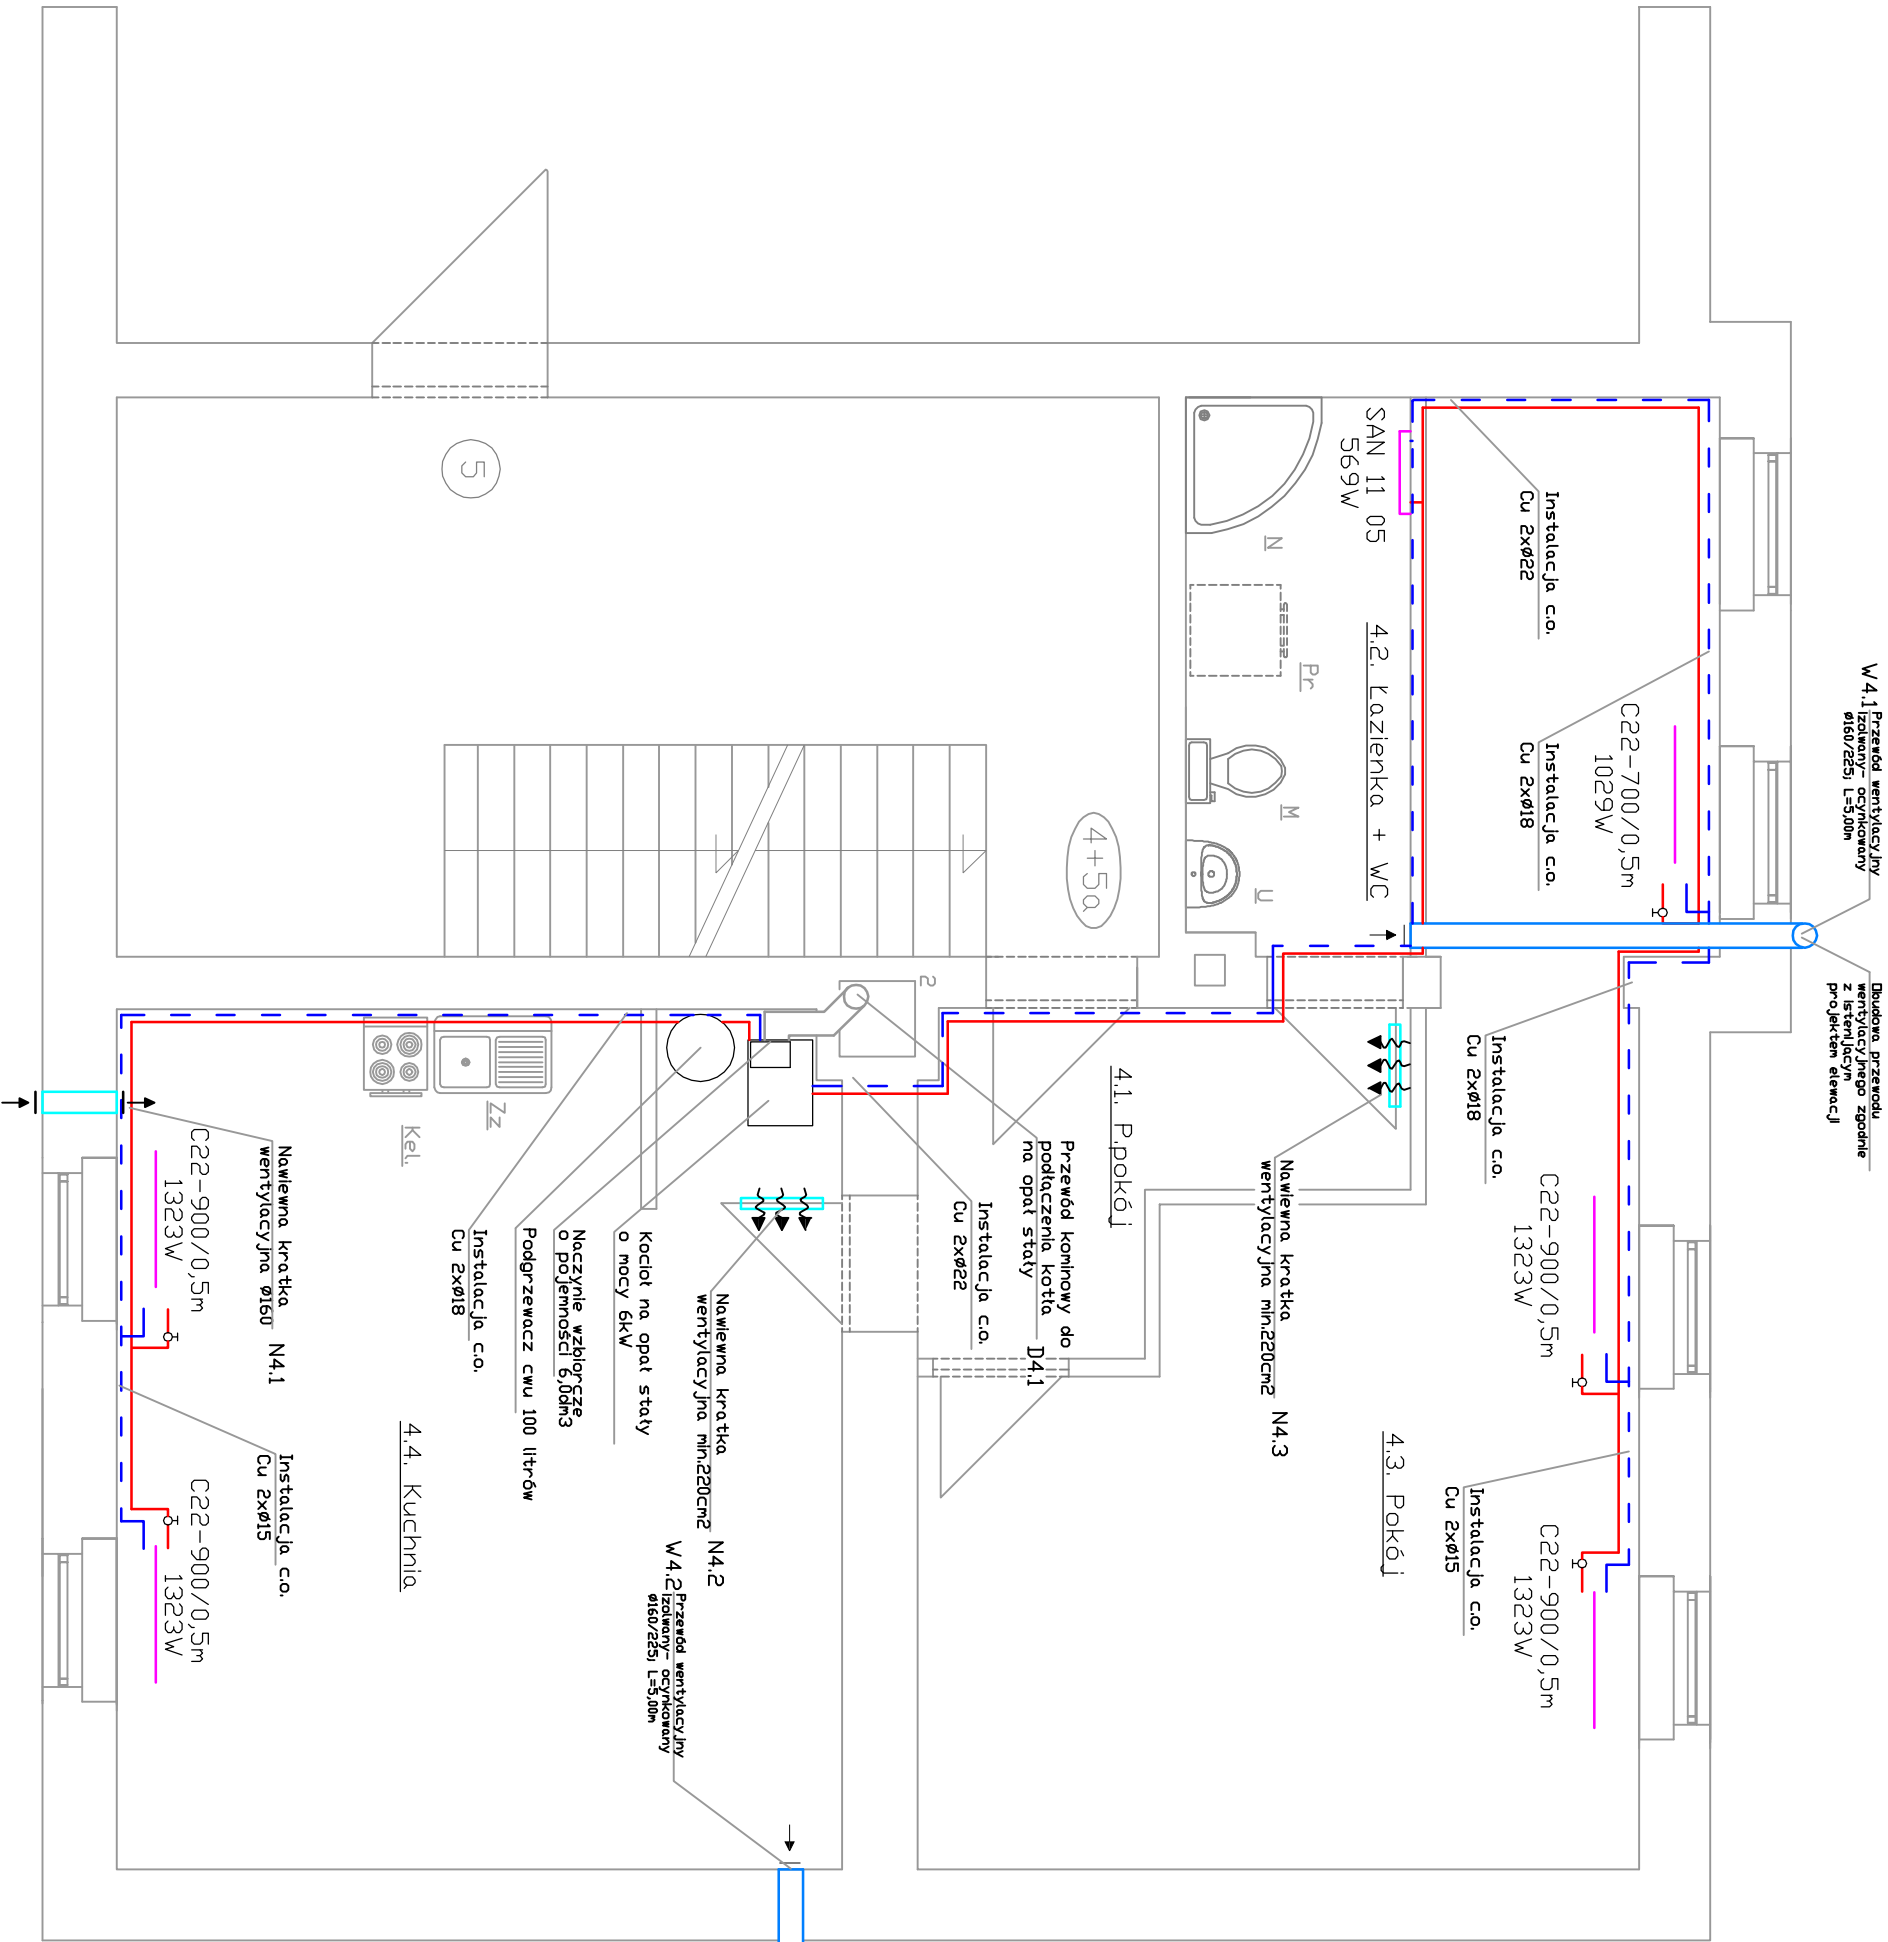 W4.1
Przewód wentylacyjny
izolwany- ocynkowany
ø160/225; L=5,00m
Obudowa przewodu
wentylacyjnego zgodnie
z istenijacym
projektem elewacji
Instalacja c.o.
Cu 2xø22
Instalacja c.o.
Cu 2xø18
C22-700/0,5m
1029W
SAN 11 05
569W
4.2. Łazienka + WC
N
Pr
M
U
5
4+5a
2
Instalacja c.o.
Cu 2xø18
C22-900/0,5m
1323W
C22-900/0,5m
1323W
Instalacja c.o.
Cu 2xø15
4.3. Pokój
Nawiewna kratka
wentylacyjna min.220cm2
N4.3
4.1. P.pokój
Przewód kominowy do
podłączenia kotła
na opał stały
D4.1
Instalacja c.o.
Cu 2xø22
Nawiewna kratka
wentylacyjna min.220cm2
N4.2
W4.2
Przewód wentylacyjny
izolwany- ocynkowany
ø160/225; L=5,00m
Kocioł na opał stały
o mocy 6kW
Naczynie wzbiorcze
o pojemności 6,0dm3
Podgrzewacz cwu 100 litrów
Instalacja c.o.
Cu 2xø18
Zz
Kel.
4.4. Kuchnia
Nawiewna kratka
wentylacyjna ø160
N4.1
Instalacja c.o.
Cu 2xø15
C22-900/0,5m
1323W
C22-900/0,5m
1323W